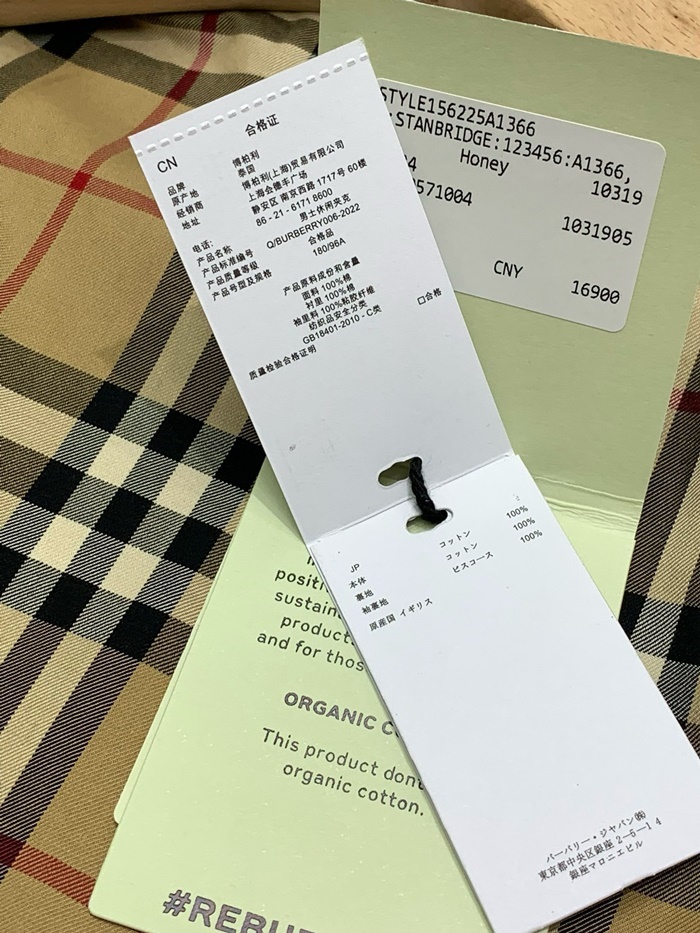 合格证
CN
品牌 博柏利
原产地 泰国
经销商 博柏利(上海)贸易有限公司
地址 上海会德丰广场
静安区 南京西路 1717号 60楼
电话: 86 - 21 - 6171 8600
产品名称 男士休闲夹克
产品标准编号 Q/BURBERRY006-2022
产品质量等级 合格品
产品号型及规格 180/96A
产品原料成份和含量
面料 100%棉
衬里 100%棉
袖里料 100%粘胶纤维
纺织品安全分类
GB18401-2010 - C类 口合格
质量检验合格证明
STYLE156225A1366
:STANBRIDGE:123456:A1366,
4 Honey 10319
571004
1031905
CNY 16900
JP
本体 コットン 100%
裏地 コットン 100%
袖裏地 ビスコース 100%
原産国 イギリス
バーバリー・ジャパン㈱
東京都中央区銀座 2-5-14
銀座マロニエビル
positi
sustain
product
and for thos
ORGANIC C
This product don
organic cotton.
#REBU